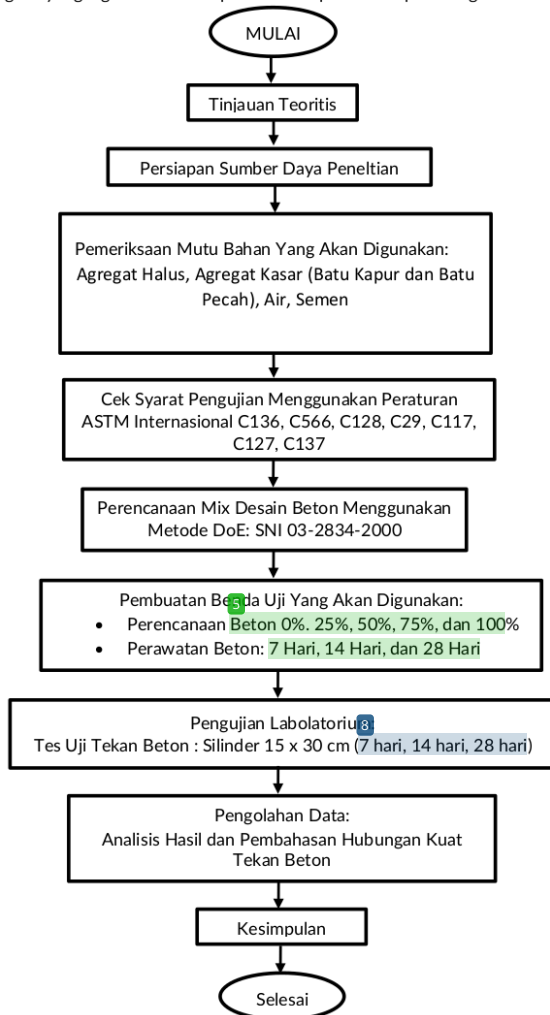 MULAI
Tinjauan Teoritis
Persiapan Sumber Daya Peneltian
Pemeriksaan Mutu Bahan Yang Akan Digunakan:
Agregat Halus, Agregat Kasar (Batu Kapur dan Batu
Pecah), Air, Semen
Cek Syarat Pengujian Menggunakan Peraturan
ASTM Internasional C136, C566, C128, C29, C117,
C127, C137
Perencanaan Mix Desain Beton Menggunakan
Metode DoE: SNI 03-2834-2000
Pembuatan Be 5 da Uji Yang Akan Digunakan:
• Perencanaan Beton 0%. 25%, 50%, 75%, dan 100%
• Perawatan Beton: 7 Hari, 14 Hari, dan 28 Hari
Pengujian Labolatoriu 8
Tes Uji Tekan Beton : Silinder 15 x 30 cm (7 hari, 14 hari, 28 hari)
Pengolahan Data:
Analisis Hasil dan Pembahasan Hubungan Kuat
Tekan Beton
Kesimpulan
Selesai